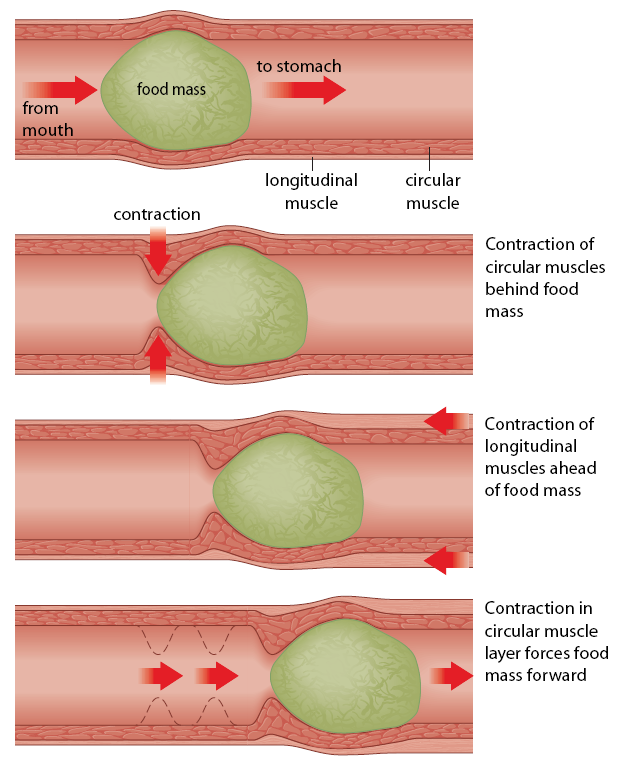 food mass
to stomach
from
mouth
longitudinal
muscle
circular
muscle
contraction
Contraction of
circular muscles
behind food
mass
Contraction of
longitudinal
muscles ahead
of food mass
Contraction in
circular muscle
layer forces food
mass forward